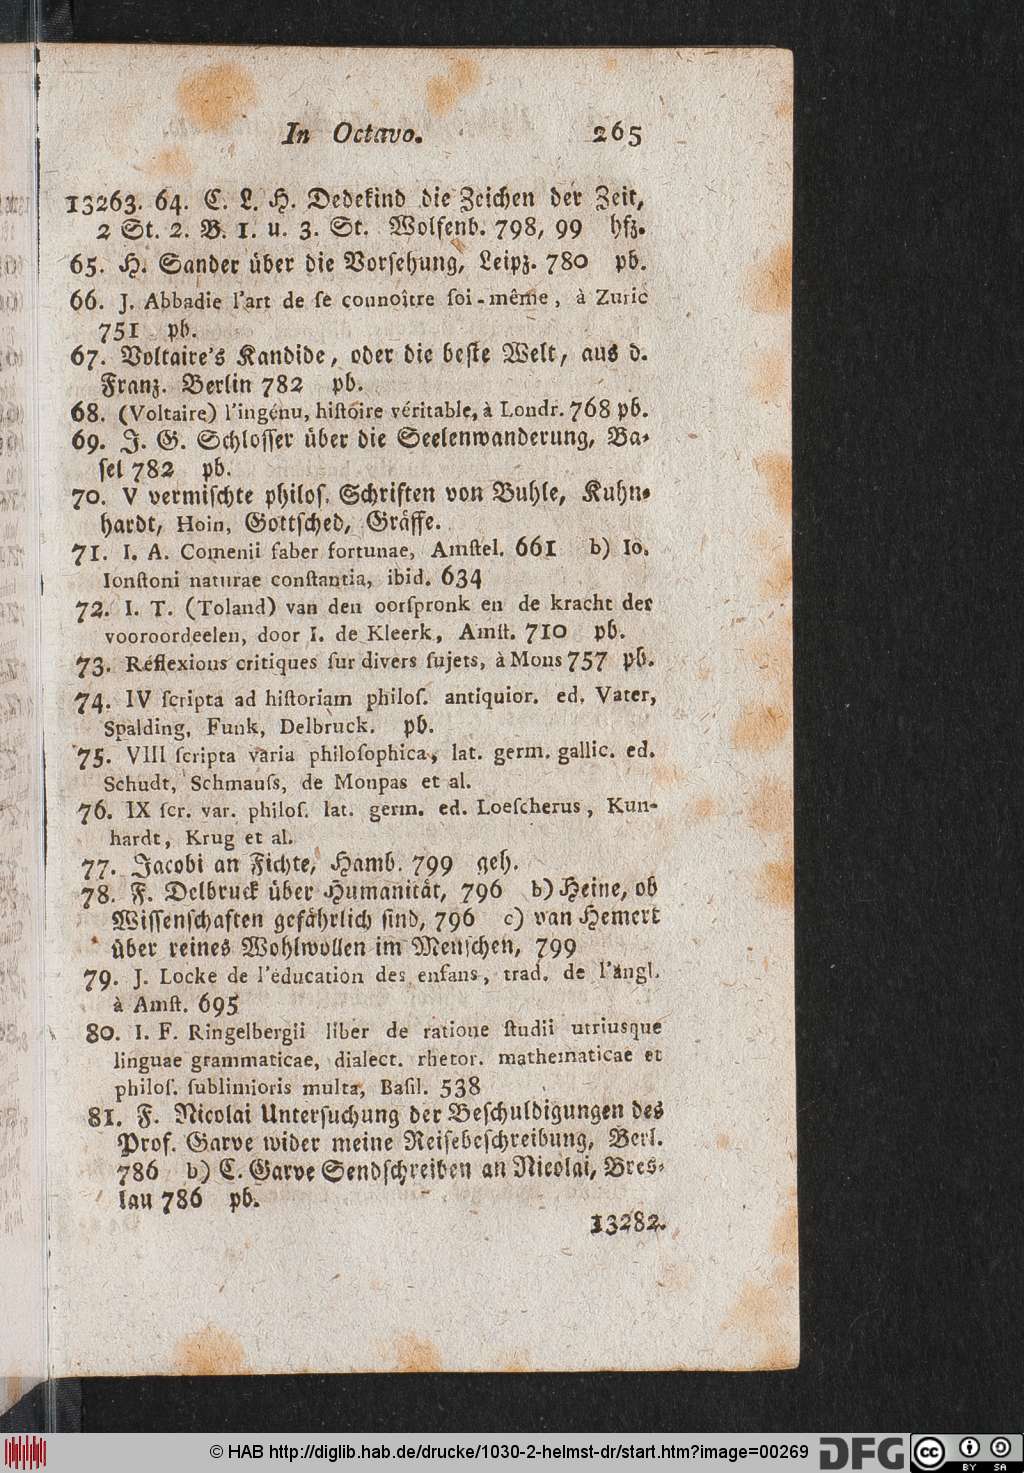 In Octavo. 265
13263. 64. C. L. H. Dedekind die Zeichen der Zeit,
2 St. 2. B. 1. u. 3. St. Wolfenb. 798, 99 hfz.
65. H. Sander über die Vorsehung, Leipz. 780 pb.
66. J. Abbadie l'art de se connoître soi-même, à Zuric
751 pb.
67. Voltaire's Kandide, oder die beste Welt, aus d.
Franz. Berlin 782 pb.
68. (Voltaire) l'ingénu, histoire véritable, à Londr. 768 pb.
69. J. G. Schlosser über die Seelenwanderung, Ba-
sel 782 pb.
70. V vermischte philos. Schriften von Buhle, Kuhn-
hardt, Hoin, Gottsched, Gräffe.
71. I. A. Comenii faber fortunae, Amstel. 661 b) Io.
Ionstoni naturae constantia, ibid. 634
72. I. T. (Toland) van den oorspronk en de kracht der
vooroordeelen, door I. de Kleerk, Amst. 710 pb.
73. Réflexions critiques sur divers sujets, à Mons 757 pb.
74. IV scripta ad historiam philos. antiquior. ed. Vater,
Spalding, Funk, Delbruck. pb.
75. VIII scripta varia philosophica, lat. germ. gallic. ed.
Schudt, Schmauss, de Monpas et al.
76. IX scr. var. philos. lat. germ. ed. Loescherus, Kun-
hardt, Krug et al.
77. Jacobi an Fichte, Hamb. 799 geh.
78. F. Delbruck über Humanität, 796 b) Heine, ob
Wissenschaften gefährlich sind, 796 c) van Hemert
über reines Wohlwollen im Menschen, 799
79. J. Locke de l'éducation des enfans, trad. de l'angl.
à Amst. 695
80. I. F. Ringelbergii liber de ratione studii utriusque
linguae grammaticae, dialect. rhetor. mathematicae et
philos. sublimioris multa, Basil. 538
81. F. Nicolai Untersuchung der Beschuldigungen des
Prof. Garve wider meine Reisebeschreibung, Berl.
786 b) C. Garve Sendschreiben an Nicolai, Bres-
lau 786 pb.
13282.
© HAB http://diglib.hab.de/drucke/1030-2-helmst-dr/start.htm?image=00269 DFG cc BY SA